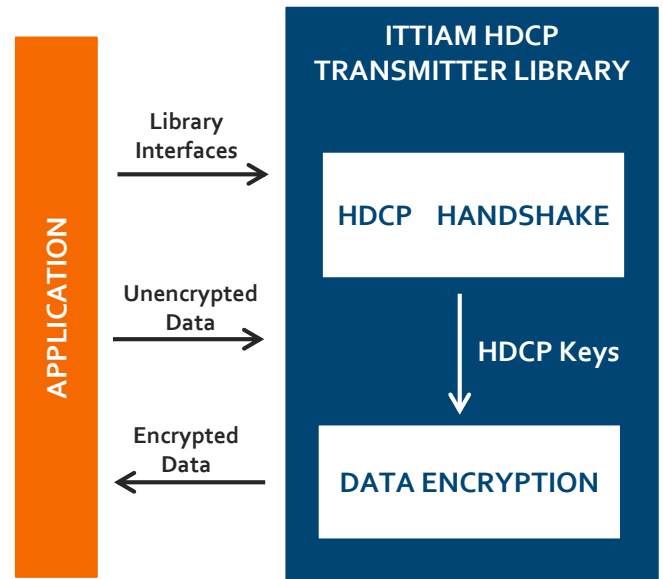 ITTIAM HDCP
TRANSMITTER LIBRARY
APPLICATION
Library
Interfaces
HDCP HANDSHAKE
Unencrypted
Data
HDCP Keys
Encrypted
Data
DATA ENCRYPTION